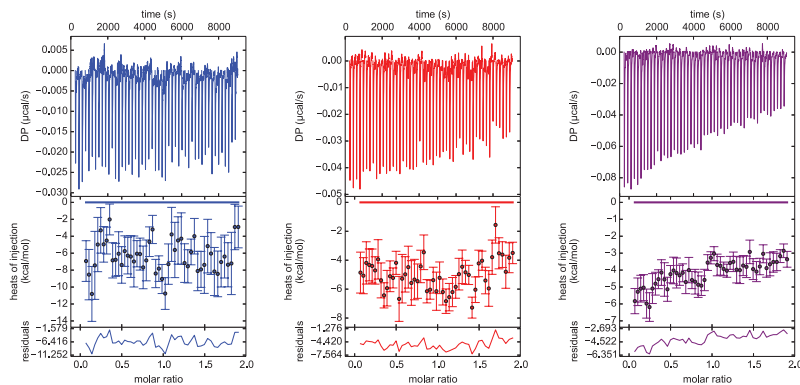 time (s)
0 2000 4000 6000 8000
0.005
0.000
−0.005
−0.010
−0.015
−0.020
−0.025
−0.030
DP (µcal/s)
0
−2
−4
−6
−8
−10
−12
−14
heats of injection
(kcal/mol)
−1,579
−6,416
−11,252
residuals
0.0 0.5 1.0 1.5 2.0
molar ratio
time (s)
0 2000 4000 6000 8000
0.00
−0.01
−0.02
−0.03
−0.04
−0.05
DP (µcal/s)
0
−2
−4
−6
−8
heats of injection
(kcal/mol)
−1,276
−4,420
−7,564
residuals
0.0 0.5 1.0 1.5 2.0
molar ratio
time (s)
0 2000 4000 6000 8000
0.00
−0.02
−0.04
−0.06
−0.08
DP (µcal/s)
0
−1
−2
−3
−4
−5
−6
−7
heats of injection
(kcal/mol)
−2,693
−4,522
−6,351
residuals
0.0 0.5 1.0 1.5 2.0
molar ratio